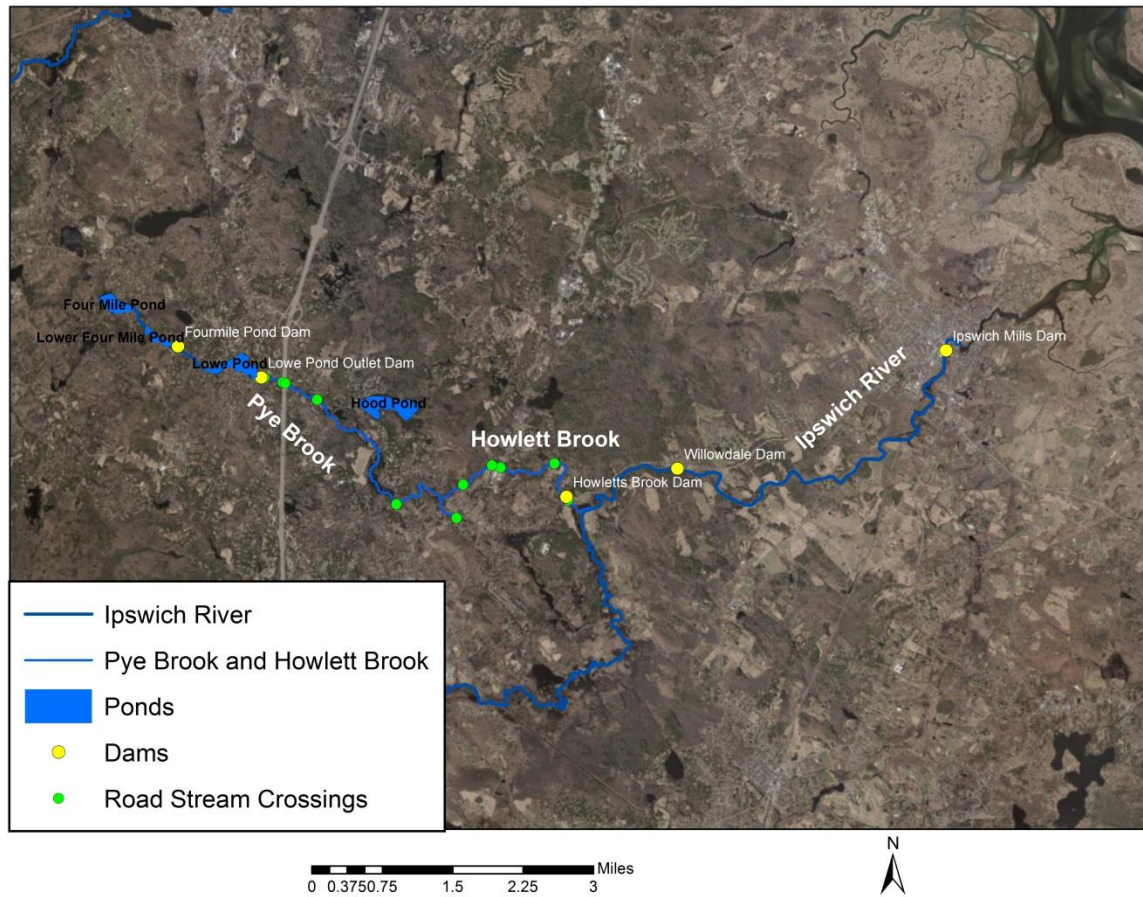 Four Mile Pond
Lower Four Mile Pond
Fourmile Pond Dam
Lowe Pond
Lowe Pond Outlet Dam
Hood Pond
Pye Brook
Howlett Brook
Ipswich River
Ipswich Mills Dam
Willowdale Dam
Howletts Brook Dam
Ipswich River
Pye Brook and Howlett Brook
Ponds
Dams
Road Stream Crossings
Miles
0 0.375 0.75 1.5 2.25 3
N